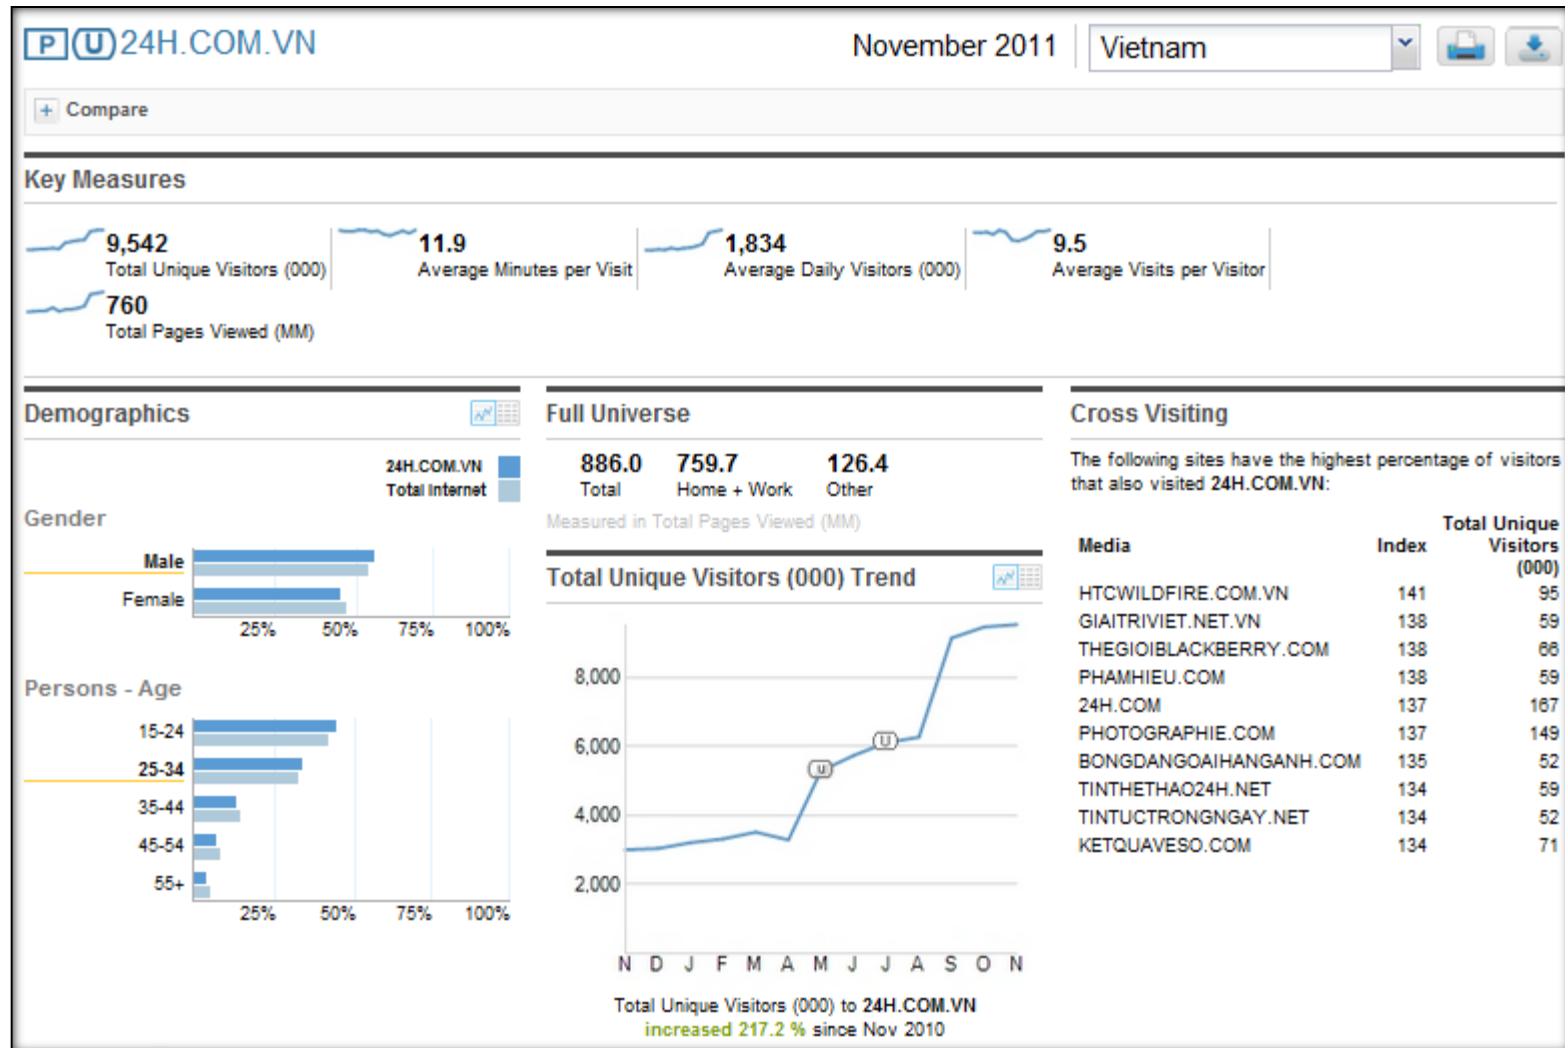 P U 24H.COM.VN
November 2011
Vietnam
+ Compare
Key Measures
9,542
Total Unique Visitors (000)
11.9
Average Minutes per Visit
1,834
Average Daily Visitors (000)
9.5
Average Visits per Visitor
760
Total Pages Viewed (MM)
Demographics
24H.COM.VN
Total Internet
Gender
Male
Female
25% 50% 75% 100%
Persons - Age
15-24
25-34
35-44
45-54
55+
25% 50% 75% 100%
Full Universe
886.0 759.7 126.4
Total Home + Work Other
Measured in Total Pages Viewed (MM)
Total Unique Visitors (000) Trend
8,000
6,000
4,000
2,000
U
U
N D J F M A M J J A S O N
Total Unique Visitors (000) to 24H.COM.VN
increased 217.2 % since Nov 2010
Cross Visiting
The following sites have the highest percentage of visitors
that also visited 24H.COM.VN:
Total Unique
Media Index Visitors
(000)
HTCWILDFIRE.COM.VN 141 95
GIAITRIVIET.NET.VN 138 59
THEGIOIBLACKBERRY.COM 138 66
PHAMHIEU.COM 138 59
24H.COM 137 167
PHOTOGRAPHIE.COM 137 149
BONGDANGOAIHANGANH.COM 135 52
TINTHETHAO24H.NET 134 59
TINTUCTRONGNGAY.NET 134 52
KETQUAVESO.COM 134 71